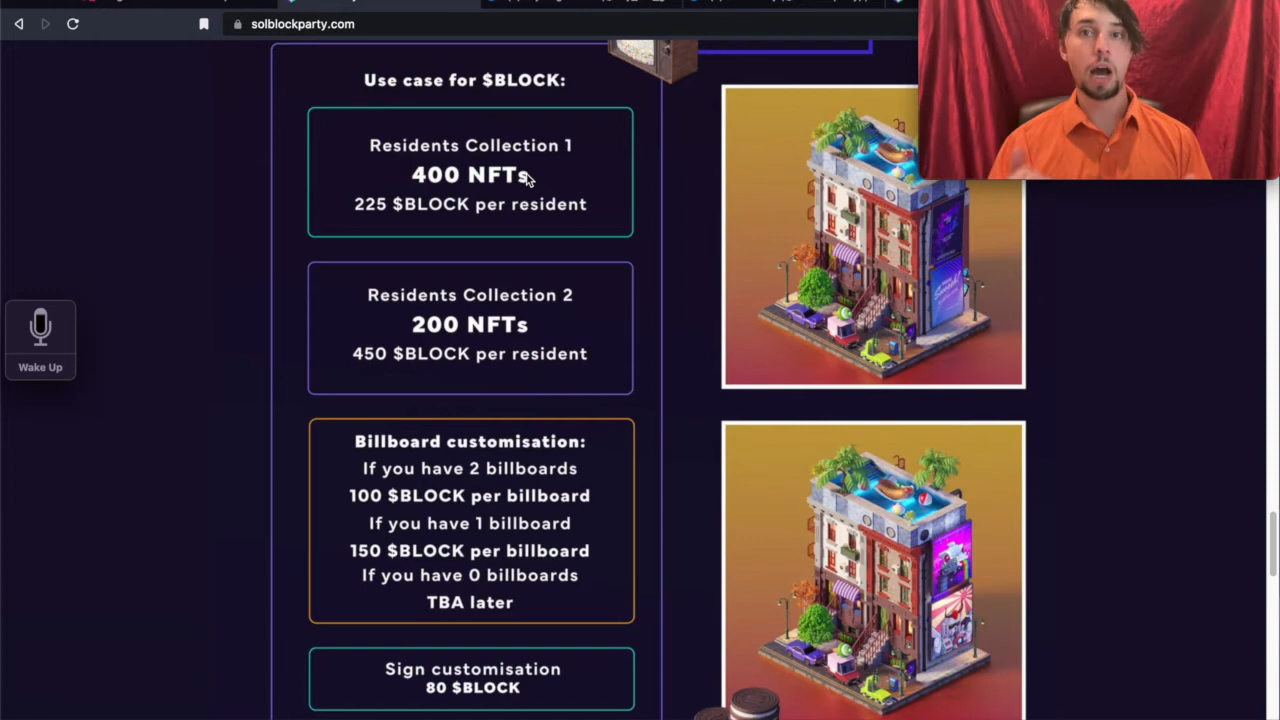 solblockparty.com
Use case for $BLOCK:
Residents Collection 1
400 NFTs
225 $BLOCK per resident
Residents Collection 2
200 NFTs
450 $BLOCK per resident
Wake Up
Billboard customisation:
If you have 2 billboards
100 $BLOCK per billboard
If you have 1 billboard
150 $BLOCK per billboard
If you have 0 billboards
TBA later
Sign customisation
80 $BLOCK